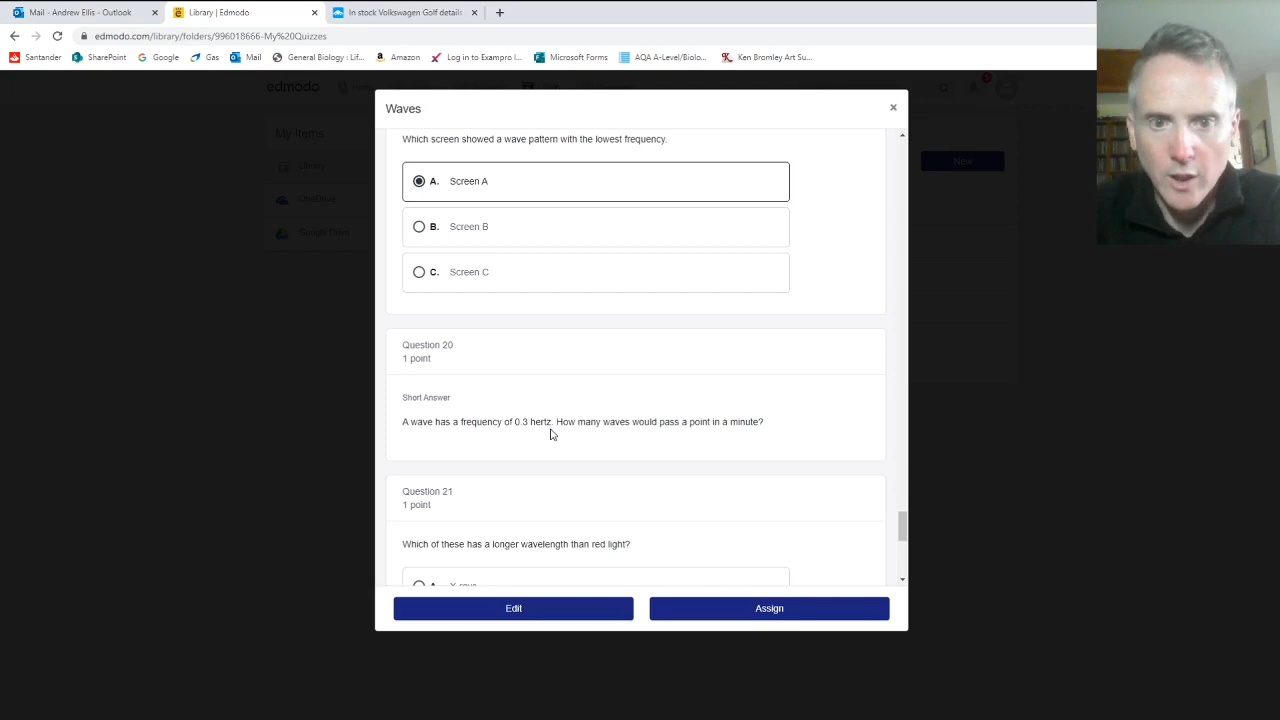 Mail - Andrew Ellis - Outlook
Library | Edmodo
In stock Volkswagen Golf details
edmodo.com/library/folders/996018666-My%20Quizzes
Santander
SharePoint
Google
Gas
Mail
General Biology : Lif...
Amazon
Log in to Exampro I...
Microsoft Forms
AQA A-Level/Biolo...
Ken Bromley Art Su...
edmodo
My Items
Library
OneDrive
Google Drive
New
Waves
Which screen showed a wave pattern with the lowest frequency.
A. Screen A
B. Screen B
C. Screen C
Question 20
1 point
Short Answer
A wave has a frequency of 0.3 hertz. How many waves would pass a point in a minute?
Question 21
1 point
Which of these has a longer wavelength than red light?
A. X-rays
Edit
Assign